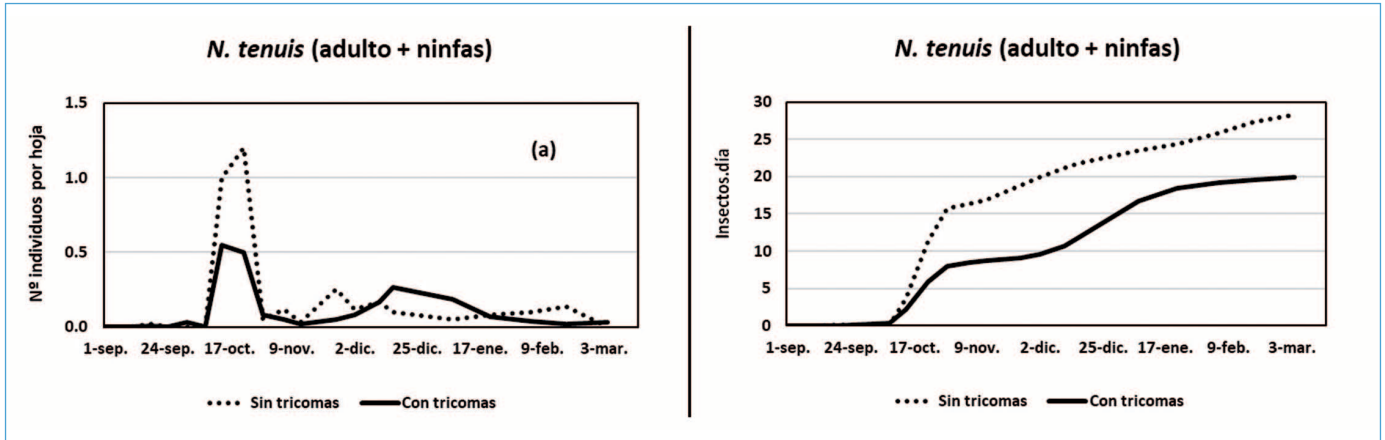 N. tenuis (adulto + ninfas)
1.5
1.0
0.5
0.0
Nº individuos por hoja
(a)
1-sep. 24-sep. 17-oct. 9-nov. 2-dic. 25-dic. 17-ene. 9-feb. 3-mar.
Sin tricomas Con tricomas
N. tenuis (adulto + ninfas)
30
25
20
15
10
5
0
Insectos.día
1-sep. 24-sep. 17-oct. 9-nov. 2-dic. 25-dic. 17-ene. 9-feb. 3-mar.
Sin tricomas Con tricomas